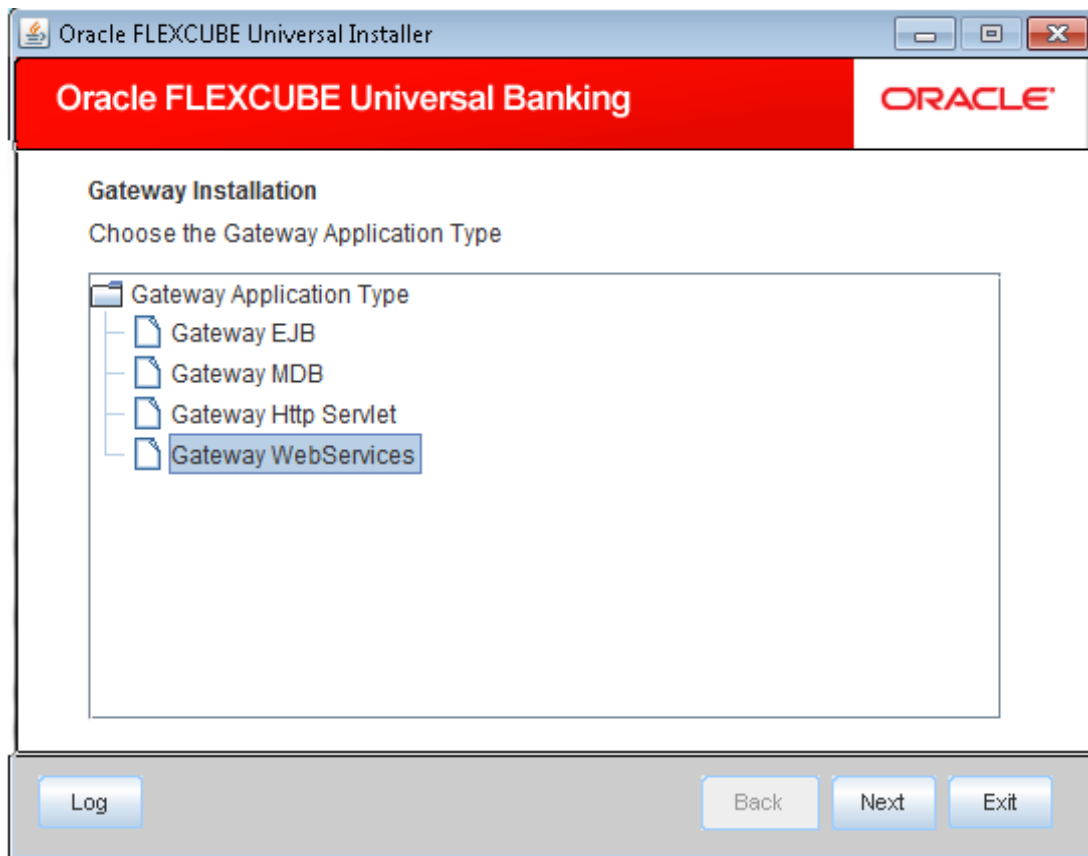 Oracle FLEXCUBE Universal Installer
Oracle FLEXCUBE Universal Banking
ORACLE
Gateway Installation
Choose the Gateway Application Type
Gateway Application Type
Gateway EJB
Gateway MDB
Gateway Http Servlet
Gateway WebServices
Log Back Next Exit